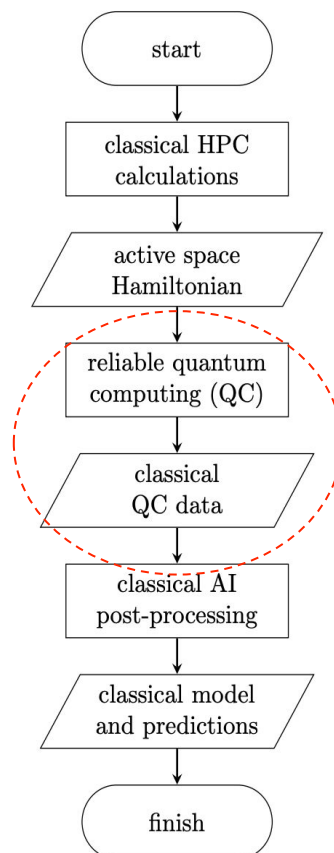 start
classical HPC
calculations
active space
Hamiltonian
reliable quantum
computing (QC)
classical
QC data
classical AI
post-processing
classical model
and predictions
finish